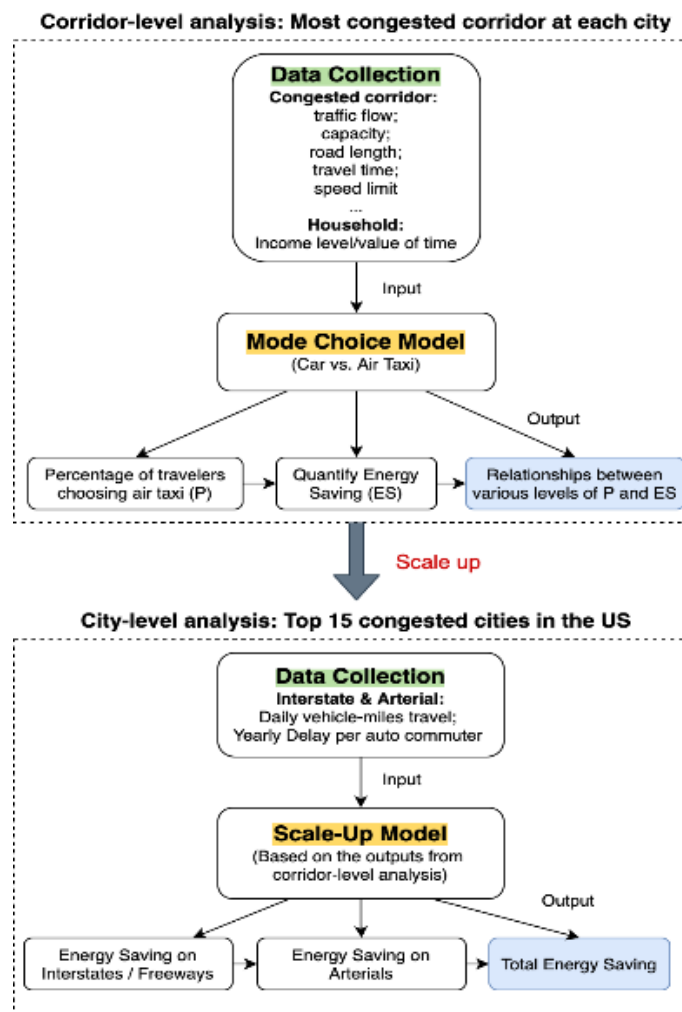 Corridor-level analysis: Most congested corridor at each city
Data Collection
Congested corridor:
traffic flow;
capacity;
road length;
travel time;
speed limit
...
Household:
Income level/value of time
Input
Mode Choice Model
(Car vs. Air Taxi)
Output
Percentage of travelers
choosing air taxi (P)
Quantify Energy
Saving (ES)
Relationships between
various levels of P and ES
Scale up
City-level analysis: Top 15 congested cities in the US
Data Collection
Interstate & Arterial:
Daily vehicle-miles travel;
Yearly Delay per auto commuter
Input
Scale-Up Model
(Based on the outputs from
corridor-level analysis)
Output
Energy Saving on
Interstates / Freeways
Energy Saving on
Arterials
Total Energy Saving